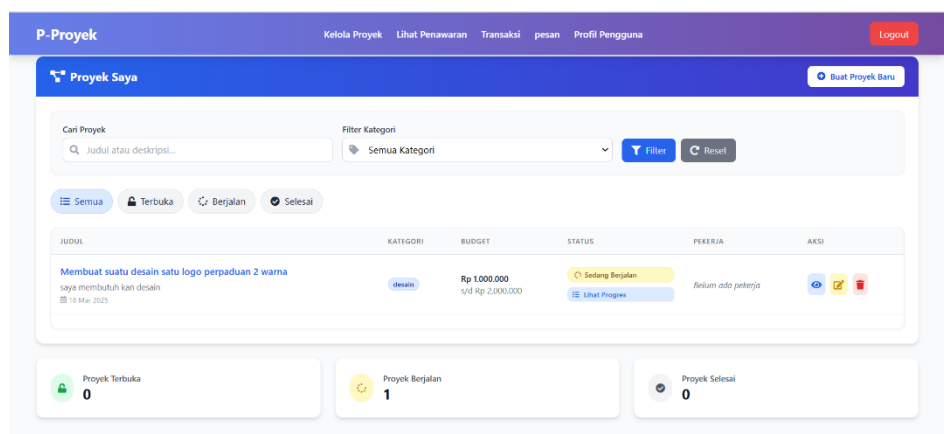 P-Proyek
Kelola Proyek Lihat Penawaran Transaksi pesan Profil Pengguna
Logout
Proyek Saya
Buat Proyek Baru
Cari Proyek
Judul atau deskripsi...
Filter Kategori
Semua Kategori
Filter
Reset
Semua
Terbuka
Berjalan
Selesai
JUDUL KATEGORI BUDGET STATUS PEKERJA AKSI
Membuat suatu desain satu logo perpaduan 2 warna
saya membutuh kan desain
18 Mar 2025
desain
Rp 1.000.000
s/d Rp 2.000.000
Sedang Berjalan
Lihat Progres
Belum ada pekerja
Proyek Terbuka
0
Proyek Berjalan
1
Proyek Selesai
0